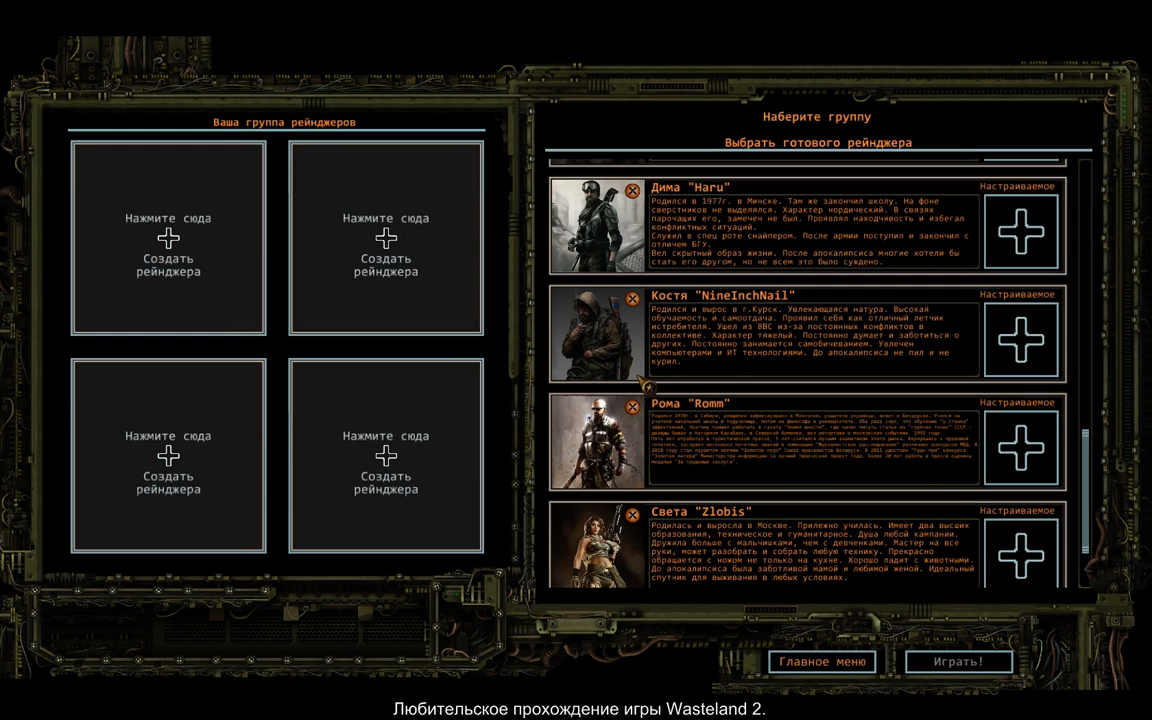 Ваша группа рейнджеров
Нажмите сюда
Создать
рейнджера
Нажмите сюда
Создать
рейнджера
Нажмите сюда
Создать
рейнджера
Нажмите сюда
Создать
рейнджера
Наберите группу
Выбрать готового рейнджера
Дима "Haru"
Настраиваемое
Родился в 1977г. в Минске. Там же закончил школу. На фоне
сверстников не выделялся. Характер нордический. В связях
парочащих его, замечен не был. Проявлял находчивость и избегал
конфликтных ситуаций.
Служил в спец роте снайпером. После армии поступил и закончил с
отличем БГУ.
Вел скрытный образ жизни. После апокалипсиса многие хотели бы
стать его другом, но не всем это было суждено.
Костя "NineInchNail"
Настраиваемое
Родился и вырос в г.Курск. Увлекающаяся натура. Высокая
обучаемость и самоотдача. Проявил себя как отличный летчик
истребителя. Ушел из ВВС из-за постоянных конфликтов в
коллективе. Характер тяжелый. Постоянно думает и заботиться о
других. Постоянно занимается самобичеванием. Увлечен
компьютерами и ИТ технологиями. До апокалипсиса не пил и не
курил.
Рома "Romm"
Настраиваемое
Света "Zlobis"
Настраиваемое
Родилась и выросла в Москве. Прилежно училась. Имеет два высших
образования, техническое и гуманитарное. Душа любой кампании.
Дружила больше с мальчишками, чем с девченками. Мастер на все
руки, может разобрать и собрать любую технику. Прекрасно
обращается с ножом не только на кухне. Хорошо ладит с животными.
До апокалипсиса была заботливой мамой и любимой женой. Идеальный
спутник для выживания в любых условиях.
Главное меню
Играть!
Любительское прохождение игры Wasteland 2.